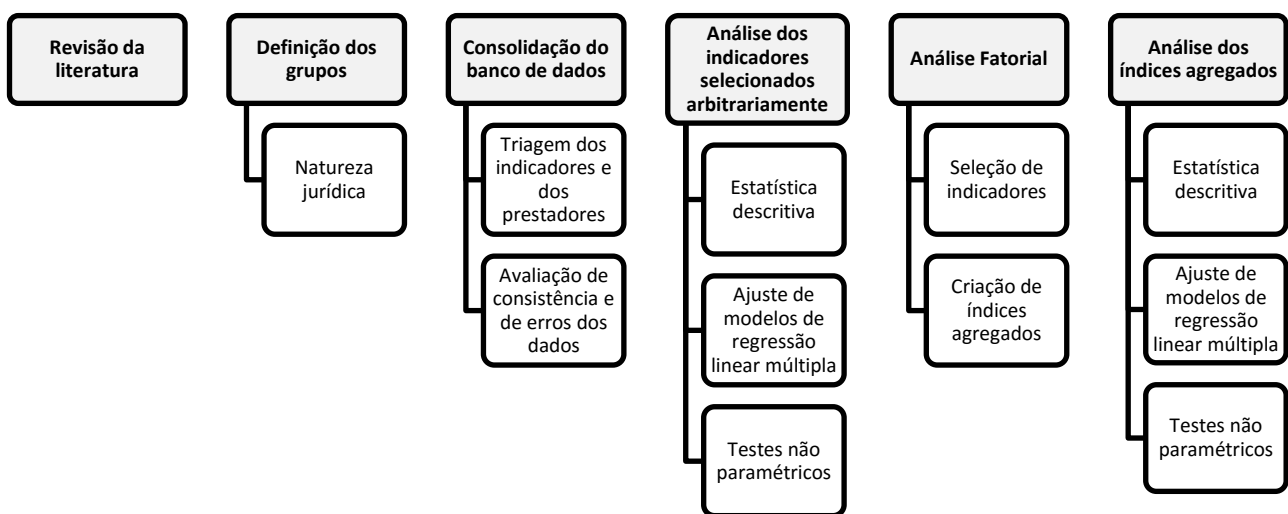 Revisão da
literatura
Definição dos
grupos
Natureza
jurídica
Consolidação do
banco de dados
Triagem dos
indicadores e
dos
prestadores
Avaliação de
consistência e
de erros dos
dados
Análise dos
indicadores
selecionados
arbitrariamente
Estatística
descritiva
Ajuste de
modelos de
regressão
linear múltipla
Testes não
paramétricos
Análise Fatorial
Seleção de
indicadores
Criação de
índices
agregados
Análise dos
índices agregados
Estatística
descritiva
Ajuste de
modelos de
regressão
linear múltipla
Testes não
paramétricos